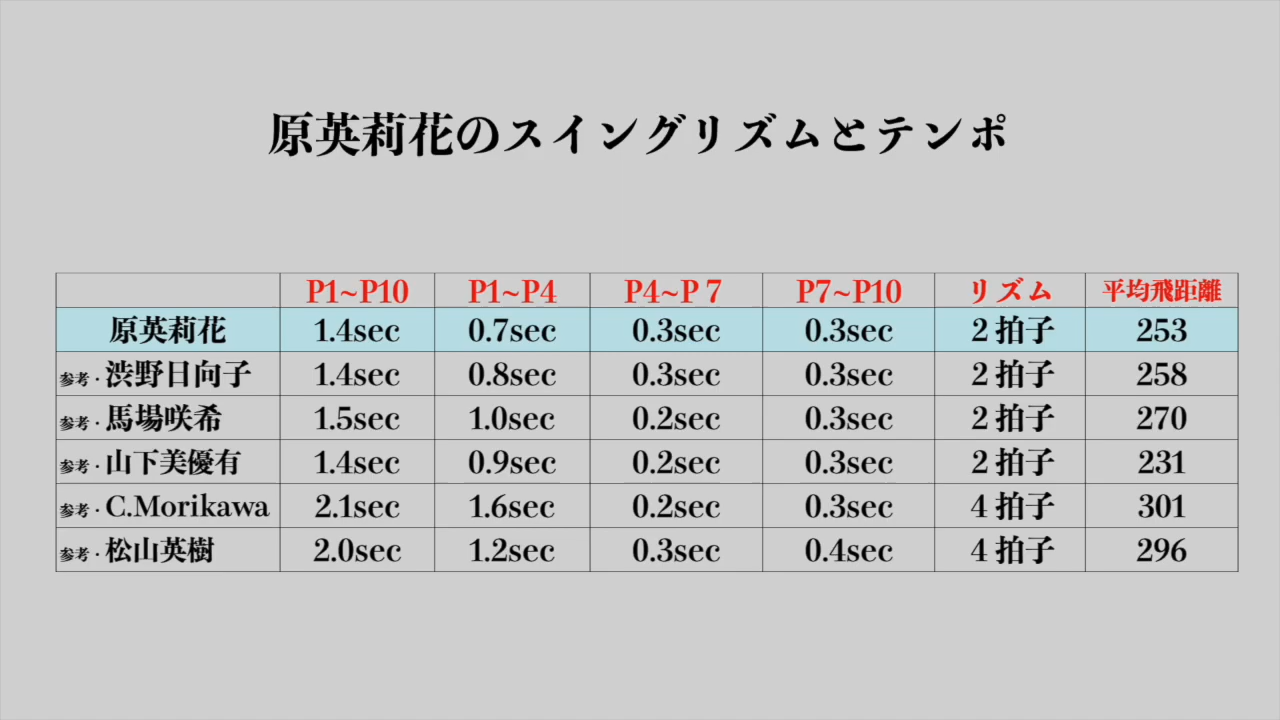 原英莉花のスイングリズムとテンポ
P1~P10 P1~P4 P4~P 7 P7~P10 リズム 平均飛距離
原英莉花 1.4sec 0.7sec 0.3sec 0.3sec 2 拍子 253
参考・渋野日向子 1.4sec 0.8sec 0.3sec 0.3sec 2 拍子 258
参考・馬場咲希 1.5sec 1.0sec 0.2sec 0.3sec 2 拍子 270
参考・山下美優有 1.4sec 0.9sec 0.2sec 0.3sec 2 拍子 231
参考・C.Morikawa 2.1sec 1.6sec 0.2sec 0.3sec 4 拍子 301
参考・松山英樹 2.0sec 1.2sec 0.3sec 0.4sec 4 拍子 296